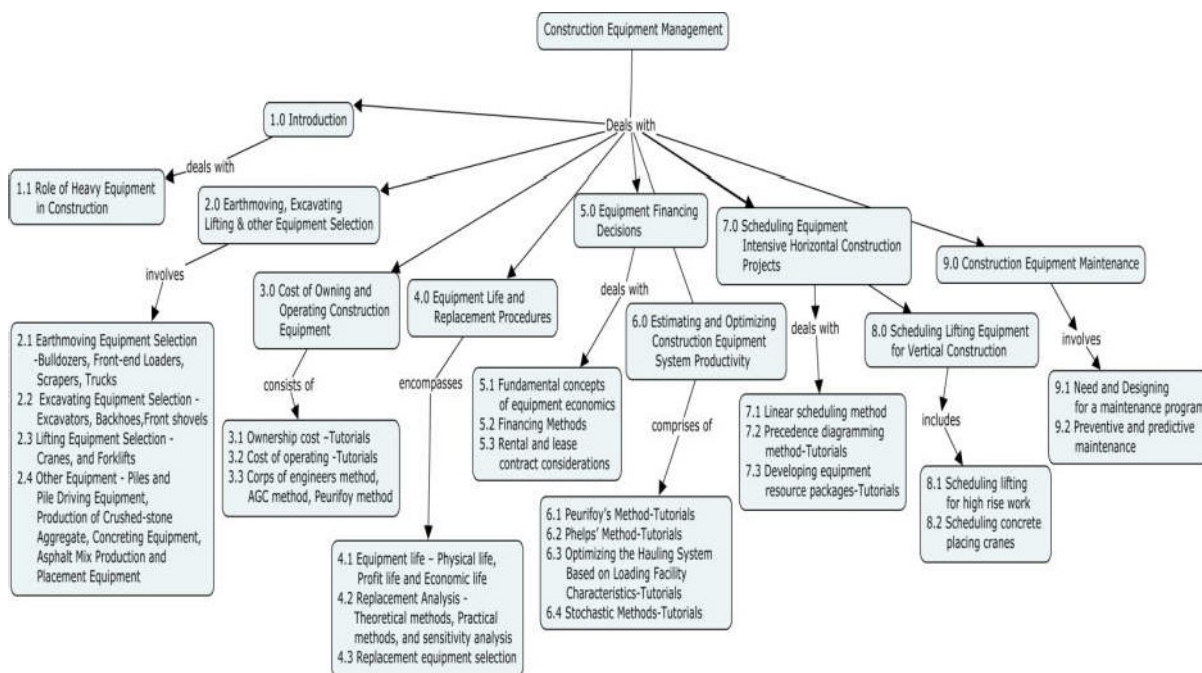 Construction Equipment Management
Deals with
1.0 Introduction
deals with
1.1 Role of Heavy Equipment
in Construction
2.0 Earthmoving, Excavating
Lifting & other Equipment Selection
involves
2.1 Earthmoving Equipment Selection
-Bulldozers, Front-end Loaders,
Scrapers, Trucks
2.2 Excavating Equipment Selection -
Excavators, Backhoes,Front shovels
2.3 Lifting Equipment Selection -
Cranes, and Forklifts
2.4 Other Equipment - Piles and
Pile Driving Equipment,
Production of Crushed-stone
Aggregate, Concreting Equipment,
Asphalt Mix Production and
Placement Equipment
3.0 Cost of Owning and
Operating Construction
Equipment
consists of
3.1 Ownership cost –Tutorials
3.2 Cost of operating -Tutorials
3.3 Corps of engineers method,
AGC method, Peurifoy method
4.0 Equipment Life and
Replacement Procedures
encompasses
4.1 Equipment life – Physical life,
Profit life and Economic life
4.2 Replacement Analysis -
Theoretical methods, Practical
methods, and sensitivity analysis
4.3 Replacement equipment selection
5.0 Equipment Financing
Decisions
deals with
5.1 Fundamental concepts
of equipment economics
5.2 Financing Methods
5.3 Rental and lease
contract considerations
6.0 Estimating and Optimizing
Construction Equipment
System Productivity
comprises of
6.1 Peurifoy's Method-Tutorials
6.2 Phelps' Method-Tutorials
6.3 Optimizing the Hauling System
Based on Loading Facility
Characteristics-Tutorials
6.4 Stochastic Methods-Tutorials
7.0 Scheduling Equipment
Intensive Horizontal Construction
Projects
deals with
7.1 Linear scheduling method
7.2 Precedence diagramming
method-Tutorials
7.3 Developing equipment
resource packages-Tutorials
8.0 Scheduling Lifting Equipment
for Vertical Construction
includes
8.1 Scheduling lifting
for high rise work
8.2 Scheduling concrete
placing cranes
9.0 Construction Equipment Maintenance
involves
9.1 Need and Designing
for a maintenance program
9.2 Preventive and predictive
maintenance